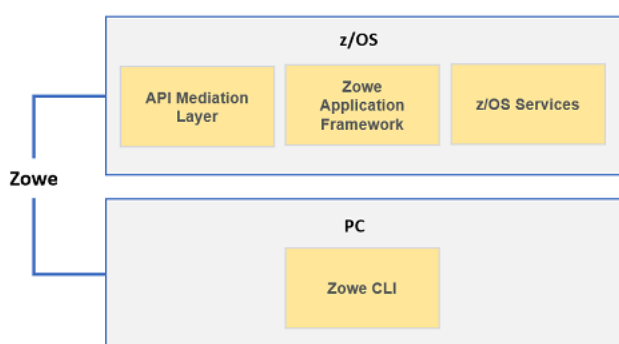 z/OS
API Mediation
Layer
Zowe
Application
Framework
z/OS Services
Zowe
PC
Zowe CLI